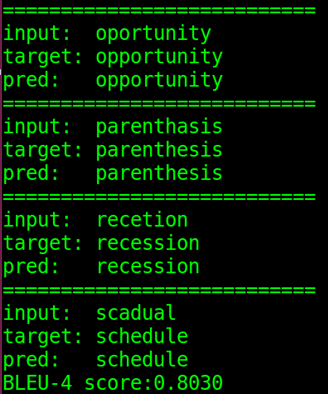 ===========================
input:  oportunity
target: opportunity
pred:   opportunity
===========================
input:  parenthasis
target: parenthesis
pred:   parenthesis
===========================
input:  recetion
target: recession
pred:   recession
===========================
input:  scadual
target: schedule
pred:   schedule
BLEU-4 score:0.8030